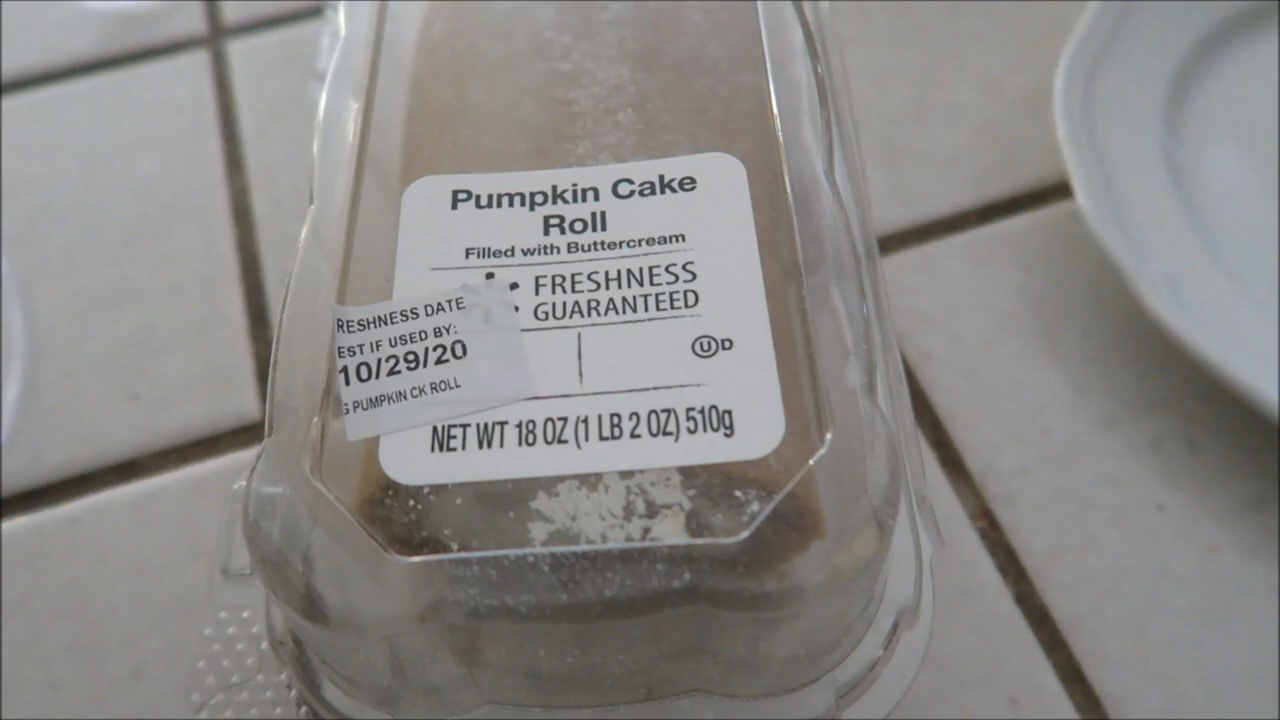 Pumpkin Cake
Roll
Filled with Buttercream
FRESHNESS
GUARANTEED
RESHNESS DATE
EST IF USED BY:
10/29/20
G PUMPKIN CK ROLL
U D
NET WT 18 OZ (1 LB 2 OZ) 510g